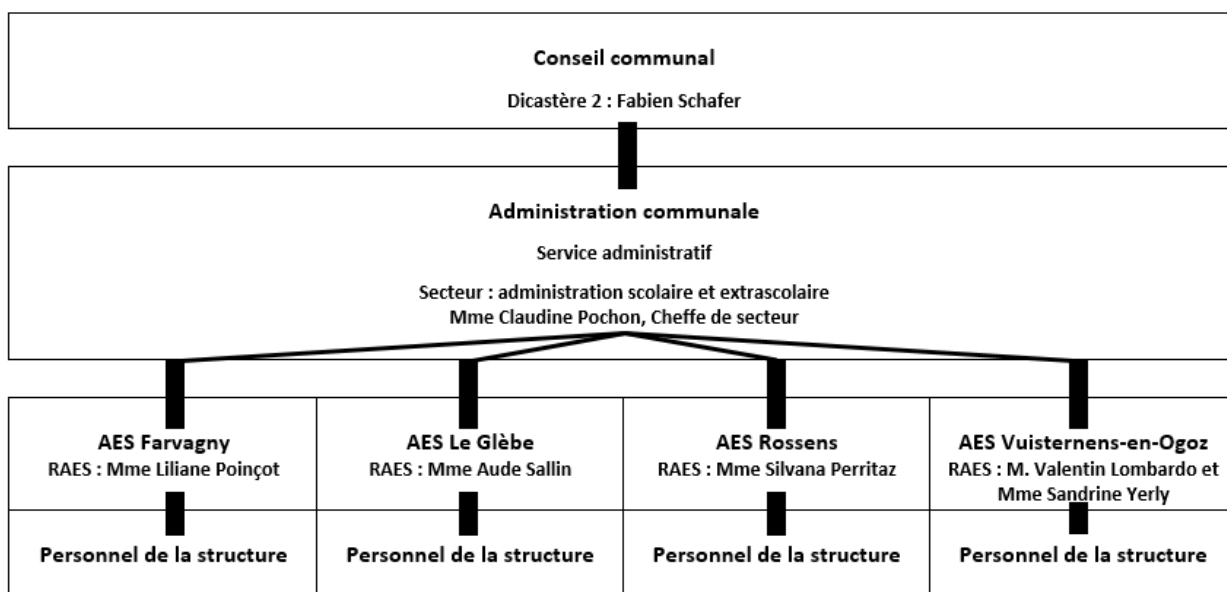 Conseil communal
Dicastère 2 : Fabien Schafer
Administration communale
Service administratif
Secteur : administration scolaire et extrascolaire
Mme Claudine Pochon, Cheffe de secteur
AES Farvagny
RAES : Mme Liliane Poinçot
AES Le Glèbe
RAES : Mme Aude Sallin
AES Rossens
RAES : Mme Silvana Perritaz
AES Vuisternens-en-Ogoz
RAES : M. Valentin Lombardo et
Mme Sandrine Yerly
Personnel de la structure
Personnel de la structure
Personnel de la structure
Personnel de la structure